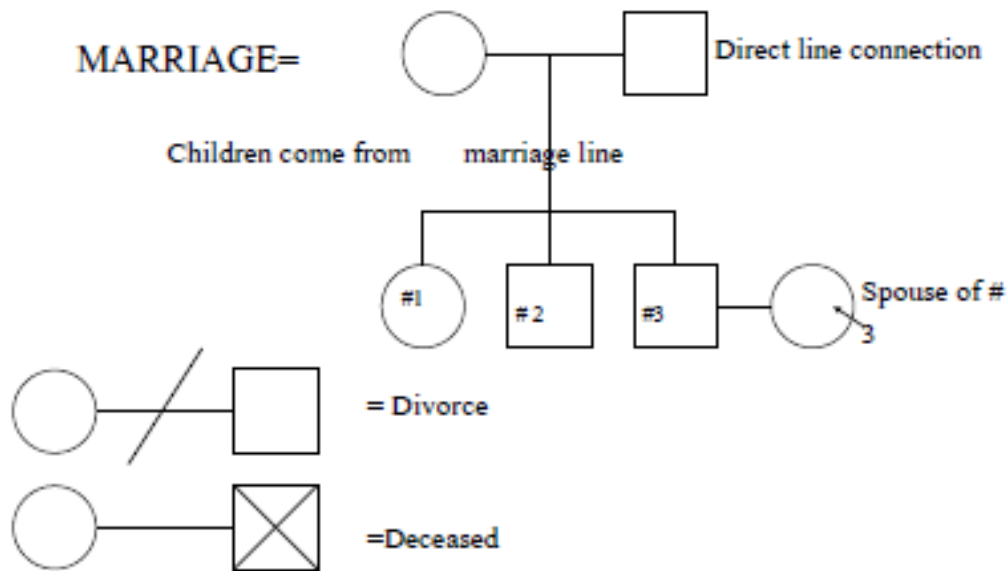 MARRIAGE=
Direct line connection
Children come from marriage line
#1
# 2
#3
Spouse of #
3
= Divorce
=Deceased